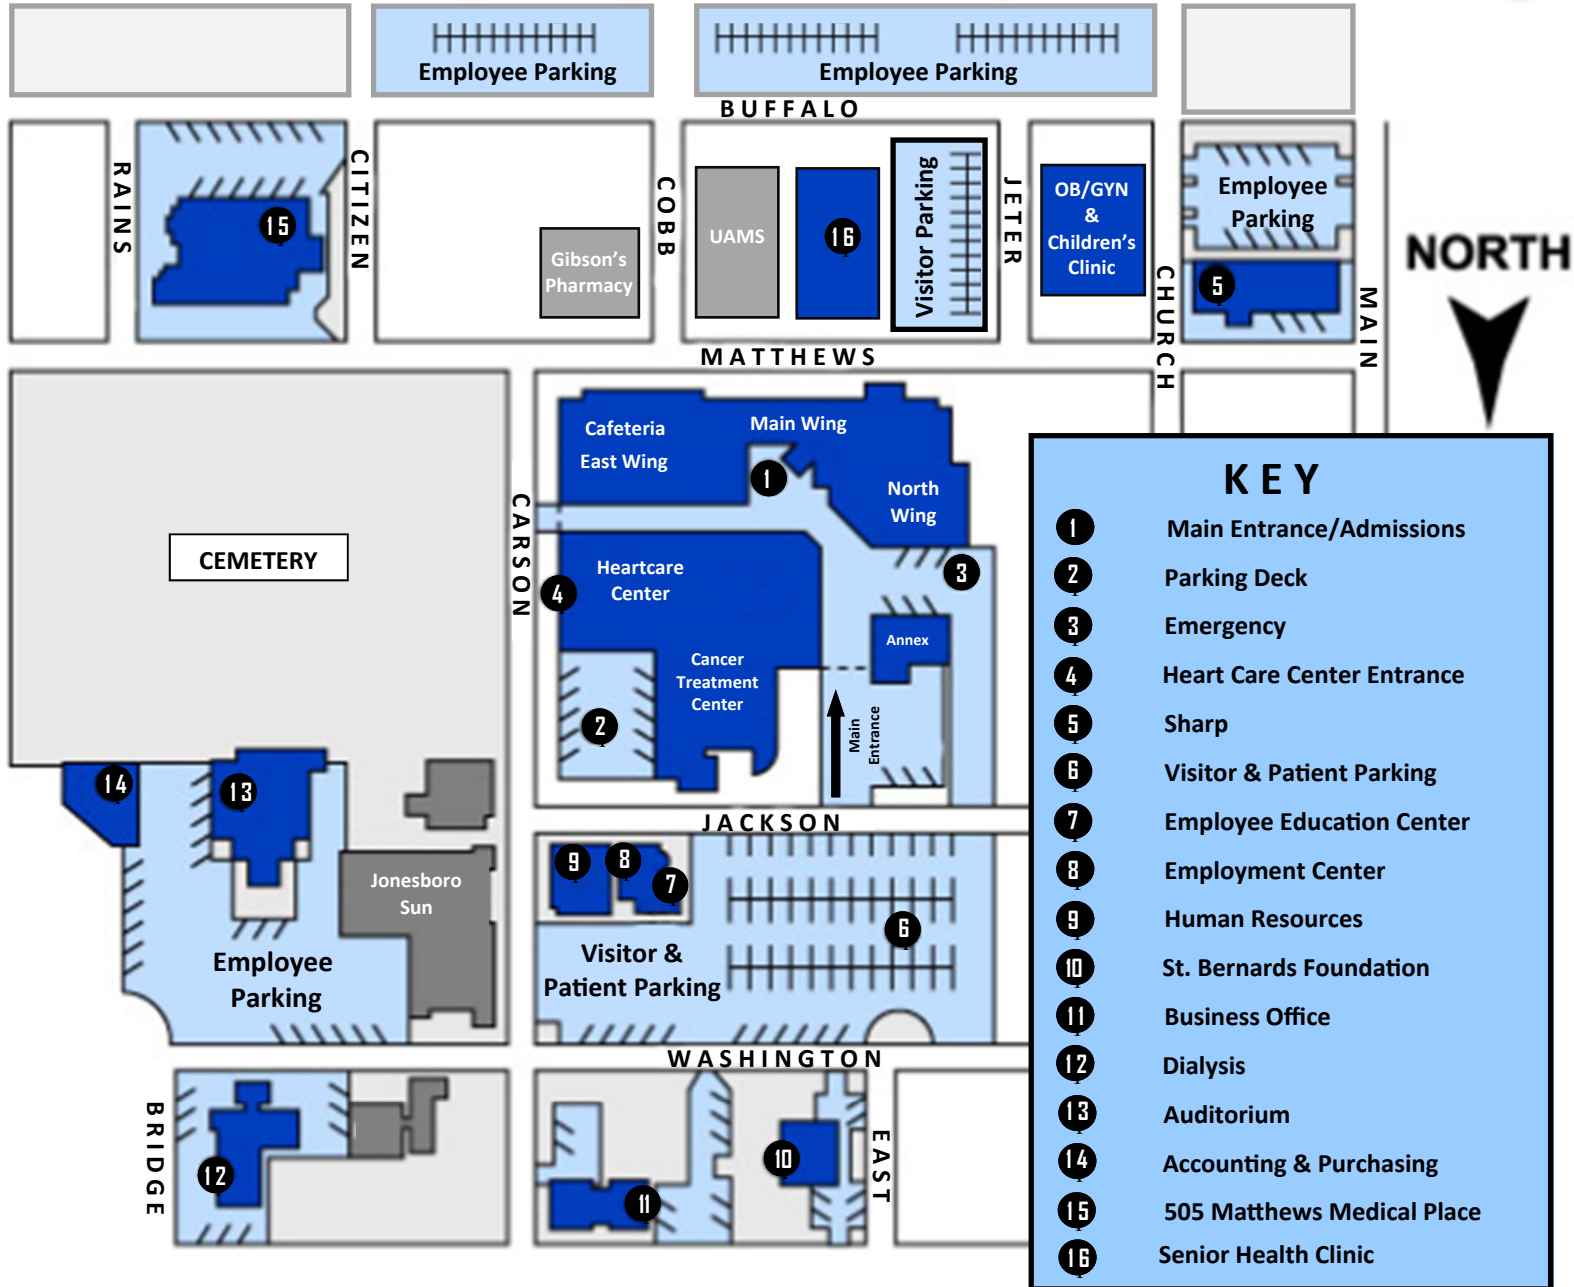 Employee Parking
Employee Parking
BUFFALO
RAINS
CITIZEN
COBB
JETER
CHURCH
MAIN
15
Gibson's
Pharmacy
UAMS
16
Visitor Parking
OB/GYN
&
Children's
Clinic
Employee
Parking
5
NORTH
MATTHEWS
CEMETERY
CARSON
Cafeteria
East Wing
Main Wing
1
North
Wing
Heartcare
Center
4
3
Annex
Cancer
Treatment
Center
2
Main
Entrance
14
13
JACKSON
Jonesboro
Sun
9
8
7
6
Employee
Parking
Visitor &
Patient Parking
WASHINGTON
BRIDGE
12
11
10
EAST
KEY
1 Main Entrance/Admissions
2 Parking Deck
3 Emergency
4 Heart Care Center Entrance
5 Sharp
6 Visitor & Patient Parking
7 Employee Education Center
8 Employment Center
9 Human Resources
10 St. Bernards Foundation
11 Business Office
12 Dialysis
13 Auditorium
14 Accounting & Purchasing
15 505 Matthews Medical Place
16 Senior Health Clinic